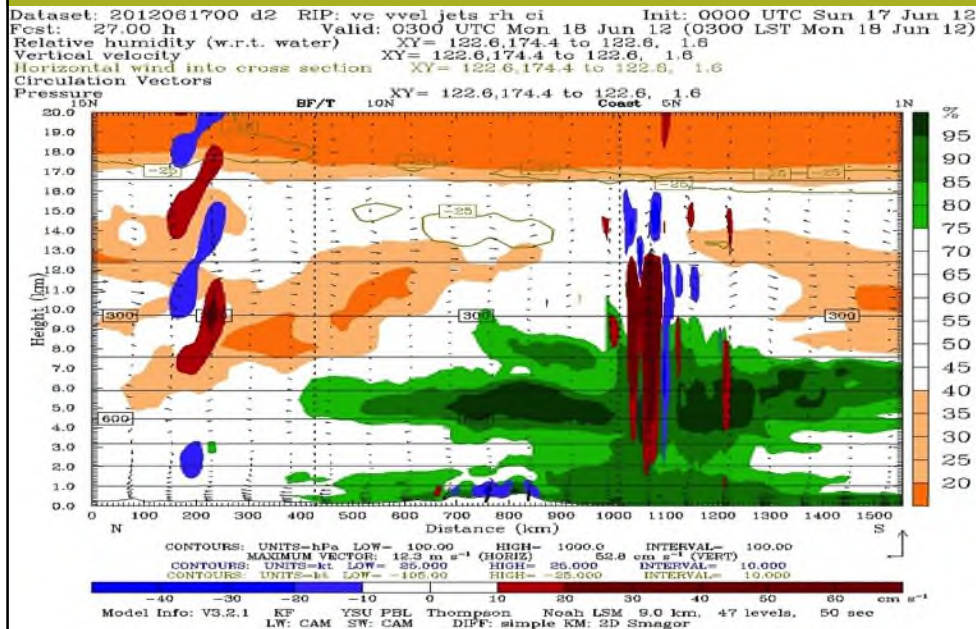 Dataset: 2012061700 d2 RIP: vc vvel jets rh ci Init: 0000 UTC Sun 17 Jun 12
Fcst: 27.00 h Valid: 0300 UTC Mon 18 Jun 12 (0300 LST Mon 18 Jun 12)
Relative humidity (w.r.t. water) XY= 122.6,174.4 to 122.6, 1.6
Vertical velocity XY= 122.6,174.4 to 122.6, 1.6
Horizontal wind into cross section XY= 122.6,174.4 to 122.6, 1.6
Circulation Vectors
Pressure XY= 122.6,174.4 to 122.6, 1.6
15N BF/T 10N Coast 5N 1N
20.0 %
19.0 95
18.0 90
17.0 -25 -25 -25 85
16.0 -25 80
15.0 -25 75
14.0 70
13.0 65
12.0 60
11.0
10.0 300 300 300 55
9.0 50
8.0 45
7.0
6.0 40
5.0 35
4.0 600 30
3.0 25
2.0 20
1.0
0.0
Height (km)
0 100 200 300 400 500 600 700 800 900 1000 1100 1200 1300 1400 1500
N Distance (km) S
CONTOURS: UNITS=hPa LOW= 100.00 HIGH= 1000.0 INTERVAL= 100.00
MAXIMUM VECTOR: 12.3 m s⁻¹ (HORIZ) 52.8 cm s⁻¹ (VERT)
CONTOURS: UNITS=kt LOW= 25.000 HIGH= 25.000 INTERVAL= 10.000
CONTOURS: UNITS=kt LOW= -105.00 HIGH= -25.000 INTERVAL= 10.000
-40 -30 -20 -10 0 10 20 30 40 50 60 cm s⁻¹
Model Info: V3.2.1 KF YSU PBL Thompson Noah LSM 9.0 km, 47 levels, 50 sec
LW: CAM SW: CAM DIFF: simple KM: 2D Smagor